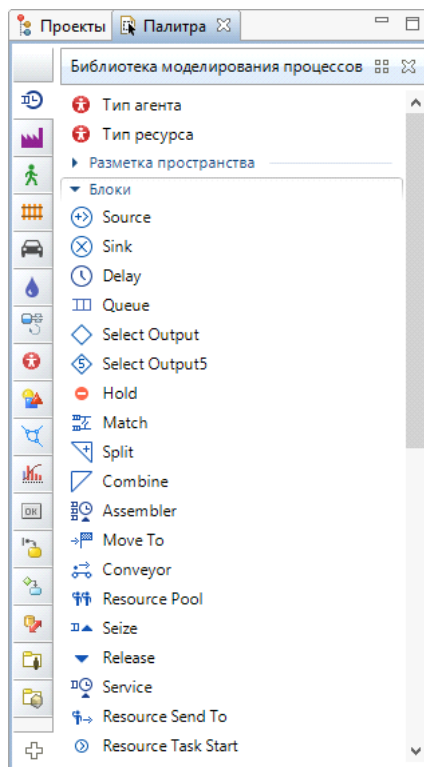 Проекты Палитра
Библиотека моделирования процессов
Тип агента
Тип ресурса
Разметка пространства
Блоки
Source
Sink
Delay
Queue
Select Output
5 Select Output5
Hold
Match
Split
Combine
Assembler
OK
Move To
Conveyor
Resource Pool
Seize
Release
Service
Resource Send To
Resource Task Start